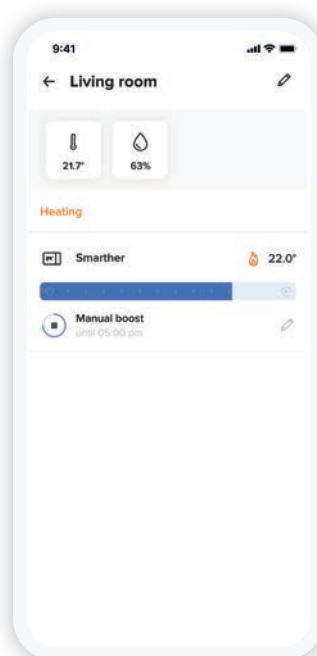 9:41
Living room
21.7°
63%
Heating
Smarther
22.0°
Manual boost
until 05:00 pm